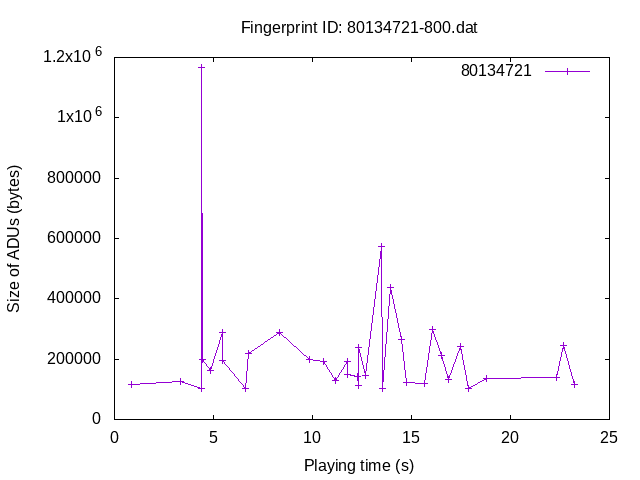 Fingerprint ID: 80134721-800.dat
80134721
1.2x10^6
1x10^6
800000
600000
400000
200000
0
Size of ADUs (bytes)
0 5 10 15 20 25
Playing time (s)